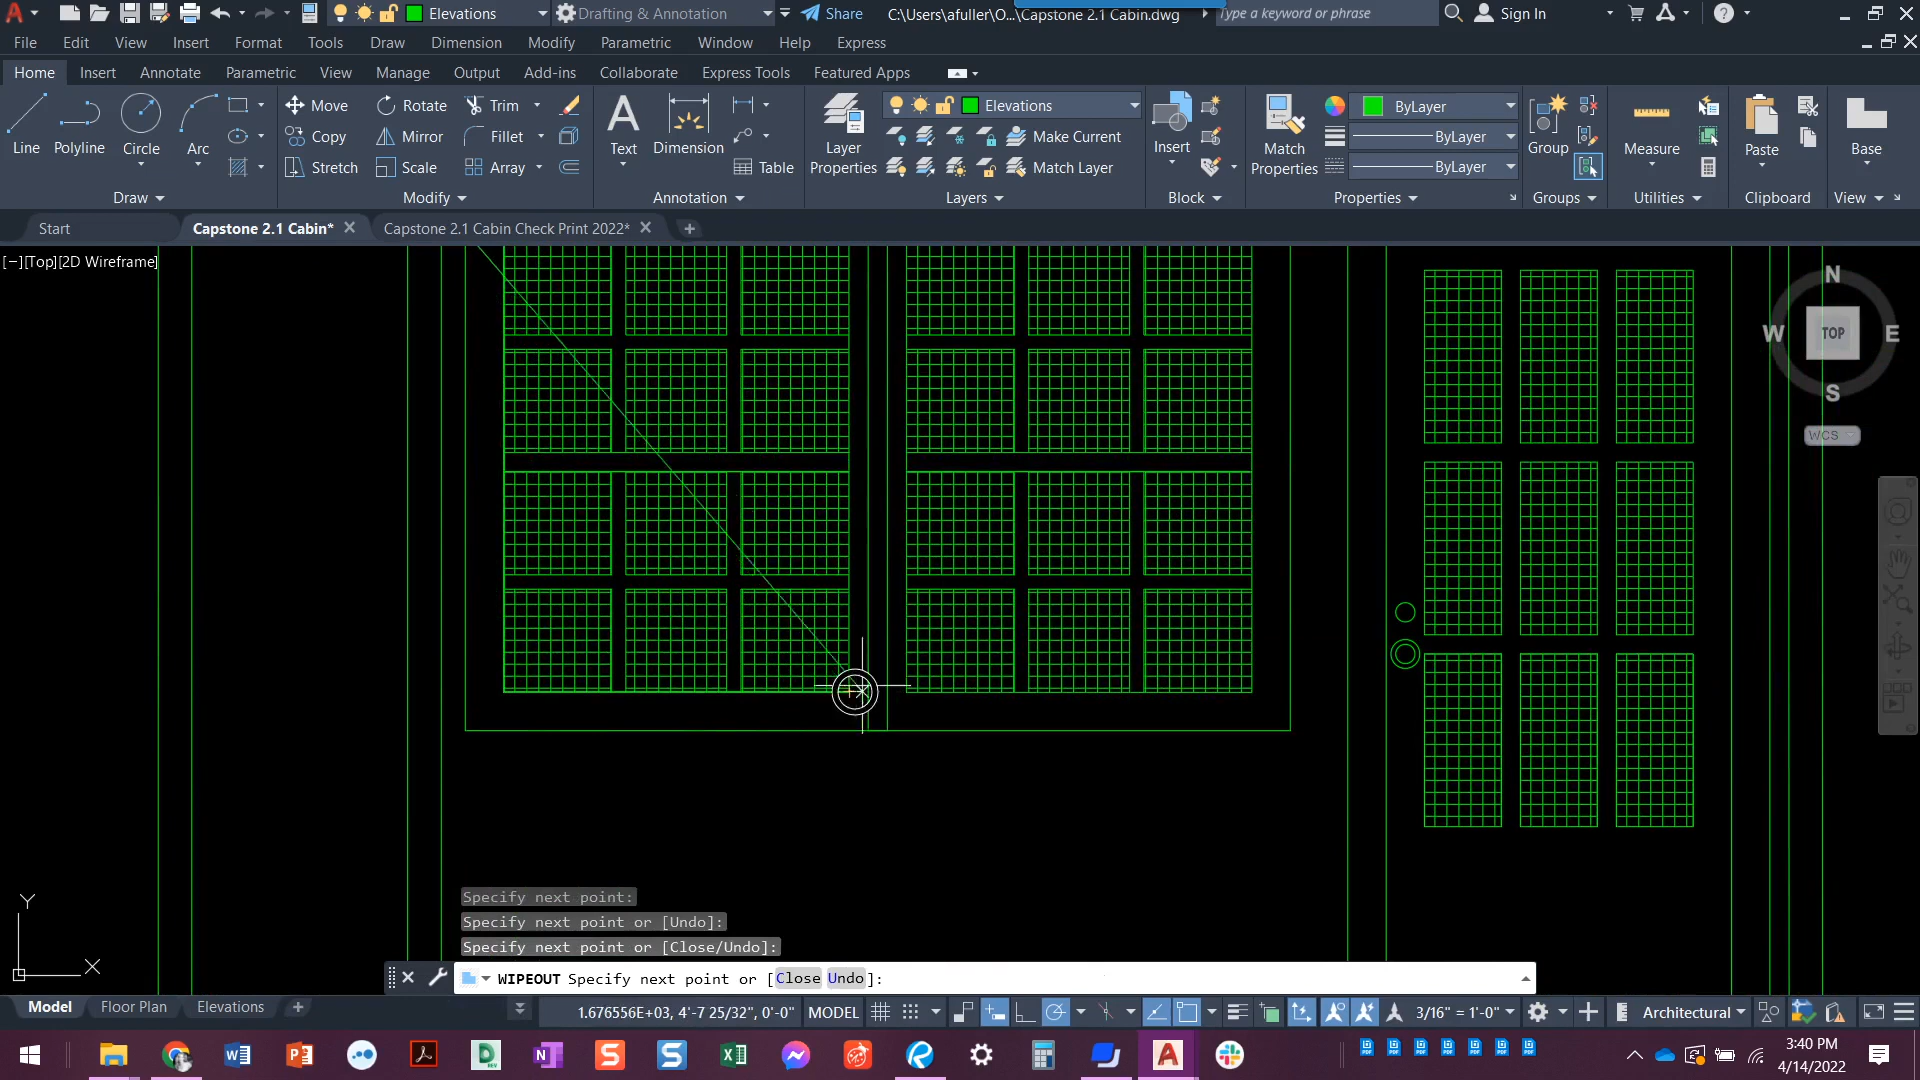 Elevations
Drafting & Annotation
Share
C:\Users\afuller\O...\Capstone 2.1 Cabin.dwg
Type a keyword or phrase
Sign In
File Edit View Insert Format Tools Draw Dimension Modify Parametric Window Help Express
Home Insert Annotate Parametric View Manage Output Add-ins Collaborate Express Tools Featured Apps
Line Polyline Circle Arc
Move Rotate Trim
Copy Mirror Fillet
Stretch Scale Array
Text Dimension Table
Layer Properties
Elevations
Make Current
Match Layer
Insert
Match Properties
ByLayer
ByLayer
ByLayer
Group
Measure
Paste
Base
Draw Modify Annotation Layers Block Properties Groups Utilities Clipboard View
Start
Capstone 2.1 Cabin*
Capstone 2.1 Cabin Check Print 2022*
[−][Top][2D Wireframe]
N
W TOP E
S
WCS
Y
X
Specify next point:
Specify next point or [Undo]:
Specify next point or [Close/Undo]:
WIPEOUT Specify next point or [Close Undo]:
Model Floor Plan Elevations
1.676556E+03, 4'-7 25/32", 0'-0" MODEL
3/16" = 1'-0"
Architectural
3:40 PM
4/14/2022